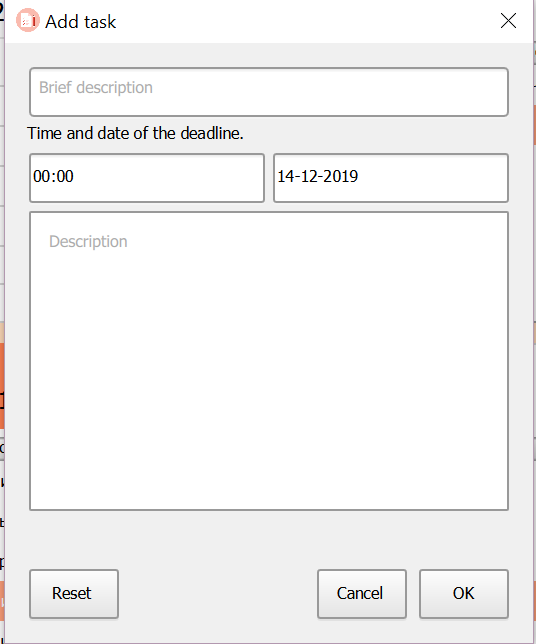 Add task
Brief description
Time and date of the deadline.
00:00 14-12-2019
Description
Reset Cancel OK